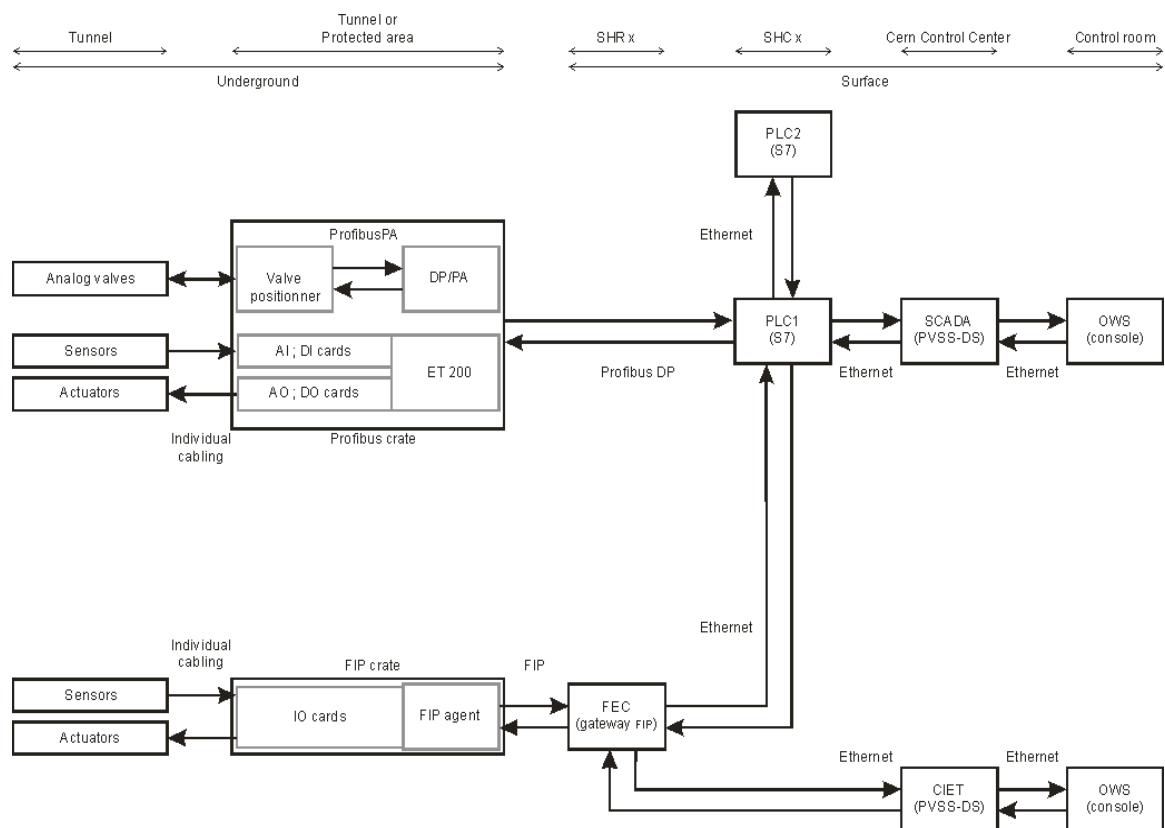 Tunnel
Tunnel or
Protected area
SHR x
SHC x
Cern Control Center
Control room
Underground
Surface
PLC2
(S7)
Ethernet
ProfibusPA
Analog valves
Valve
positionner
DP/PA
Sensors
AI ; DI cards
ET 200
Actuators
AO ; DO cards
Individual
cabling
Profibus crate
Profibus DP
PLC1
(S7)
Ethernet
SCADA
(PVSS-DS)
Ethernet
OWS
(console)
Ethernet
Individual
cabling
FIP crate
FIP
Sensors
IO cards
FIP agent
Actuators
FEC
(gateway FIP)
Ethernet
Ethernet
CIET
(PVSS-DS)
OWS
(console)